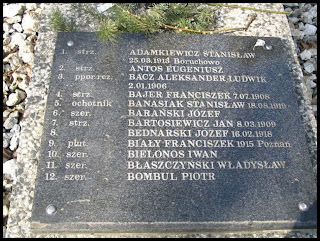 1. strz. ADAMKIEWICZ STANISŁAW
25.03.1913 Boruchowo
2. strz. ANTOS EUGENIUSZ
3. ppor.rez. BACZ ALEKSANDER LUDWIK
2.01.1906
4. strz. BAJER FRANCISZEK 7.07.1908
5. ochotnik BANASIAK STANISŁAW 18.08.1919
6. szer. BARAŃSKI JÓZEF
7. strz. BARTOSIEWICZ JAN 8.03.1909
8. BEDNARSKI JÓZEF 16.02.1918
9. plut. BIAŁY FRANCISZEK 1915 Poznań
10. szer. BIELONOS IWAN
11. szer. BŁASZCZYŃSKI WŁADYSŁAW
12. szer. BOMBUL PIOTR